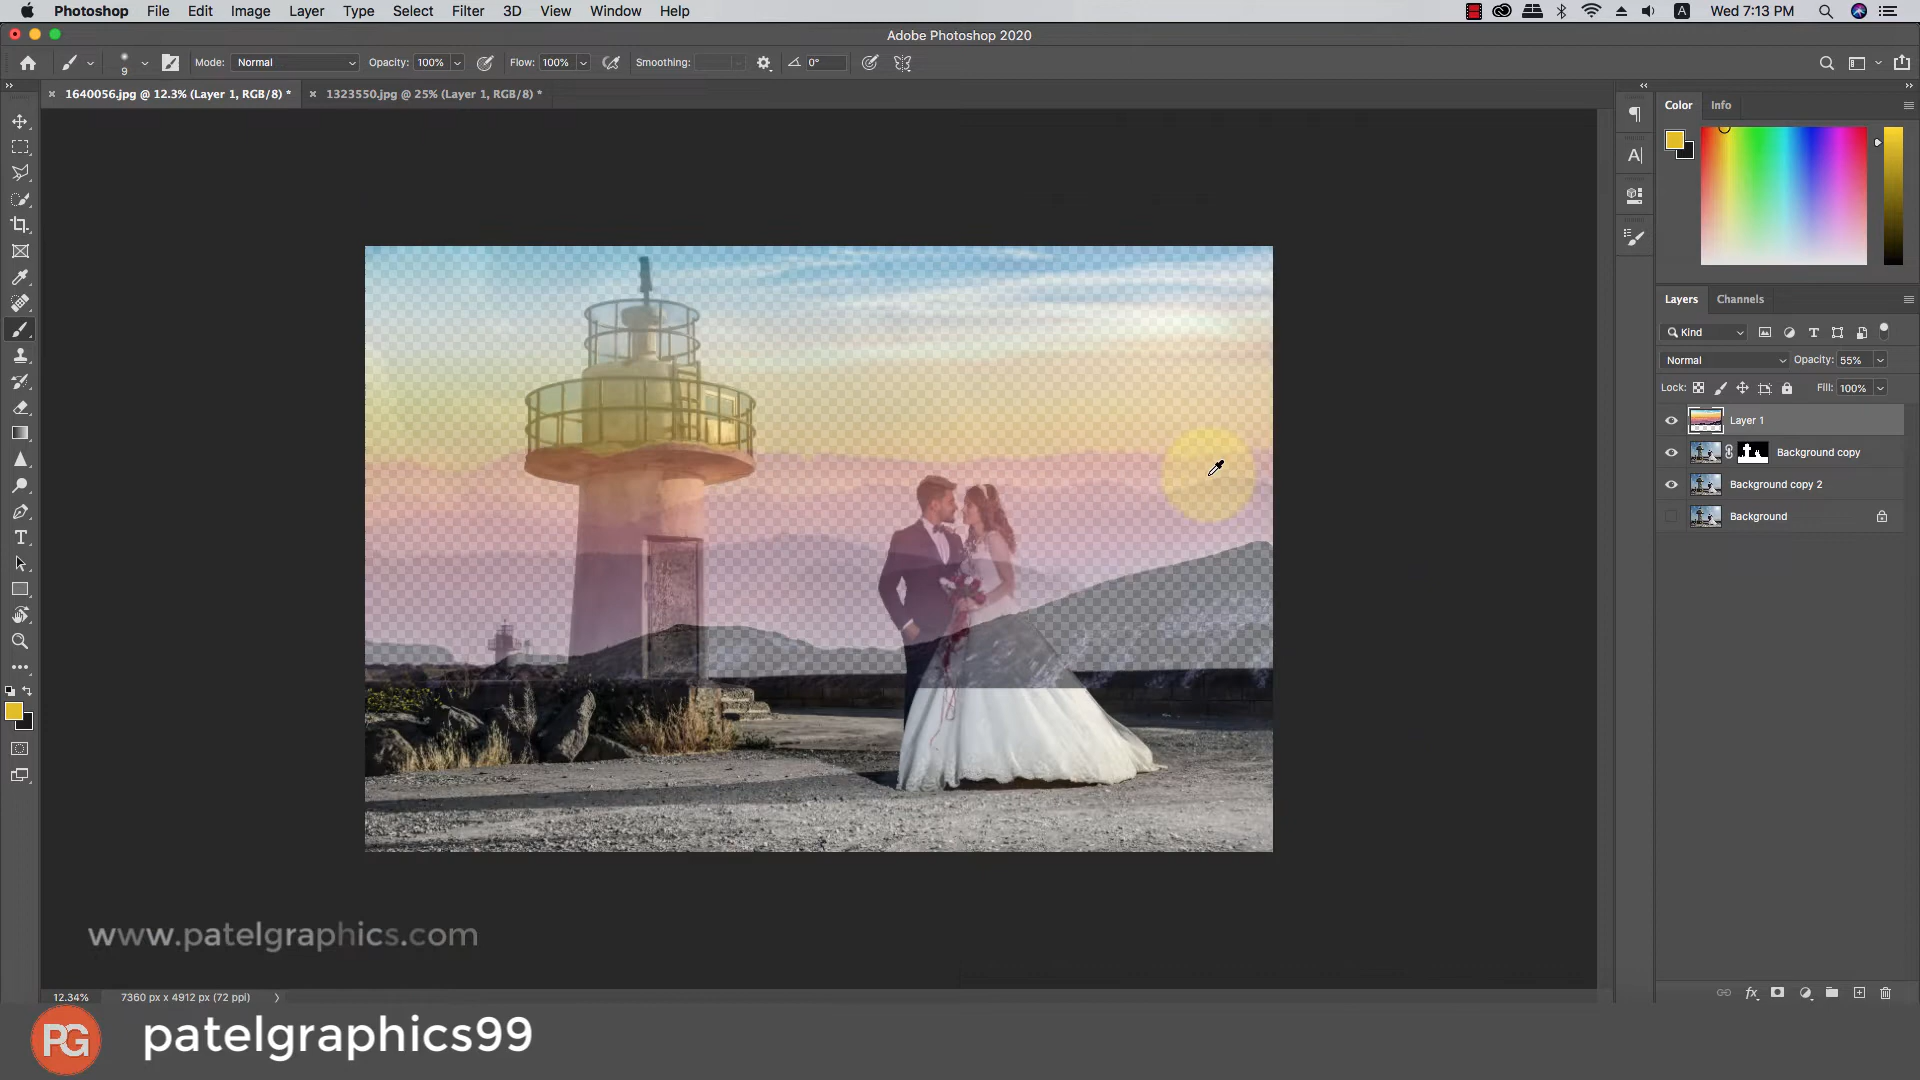 Photoshop File Edit Image Layer Type Select Filter 3D View Window Help A Wed 7:13 PM
Adobe Photoshop 2020
9 Mode: Normal Opacity: 100% Flow: 100% Smoothing: 0°
1640056.jpg @ 12.3% (Layer 1, RGB/8) * 1323550.jpg @ 25% (Layer 1, RGB/8) *
Color Info
Layers Channels
Kind
Normal Opacity: 55%
Lock: Fill: 100%
Layer 1
Background copy
Background copy 2
Background
www.patelgraphics.com
12.34% 7360 px x 4912 px (72 ppi)
PG patelgraphics99